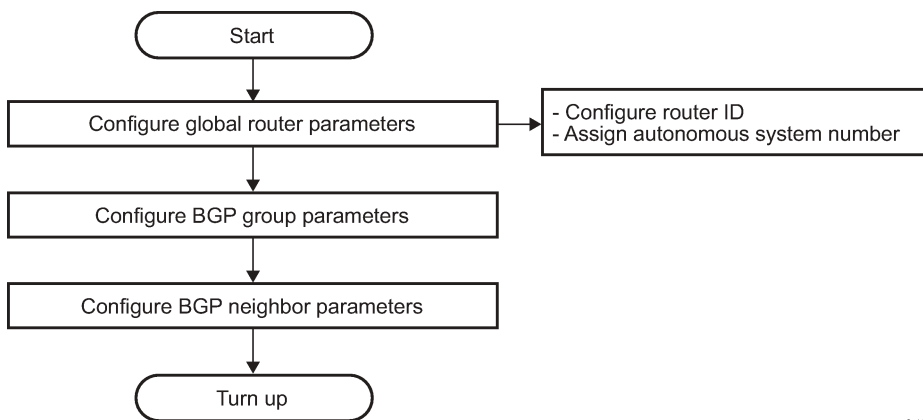 Start
Configure global router parameters
- Configure router ID
- Assign autonomous system number
Configure BGP group parameters
Configure BGP neighbor parameters
Turn up